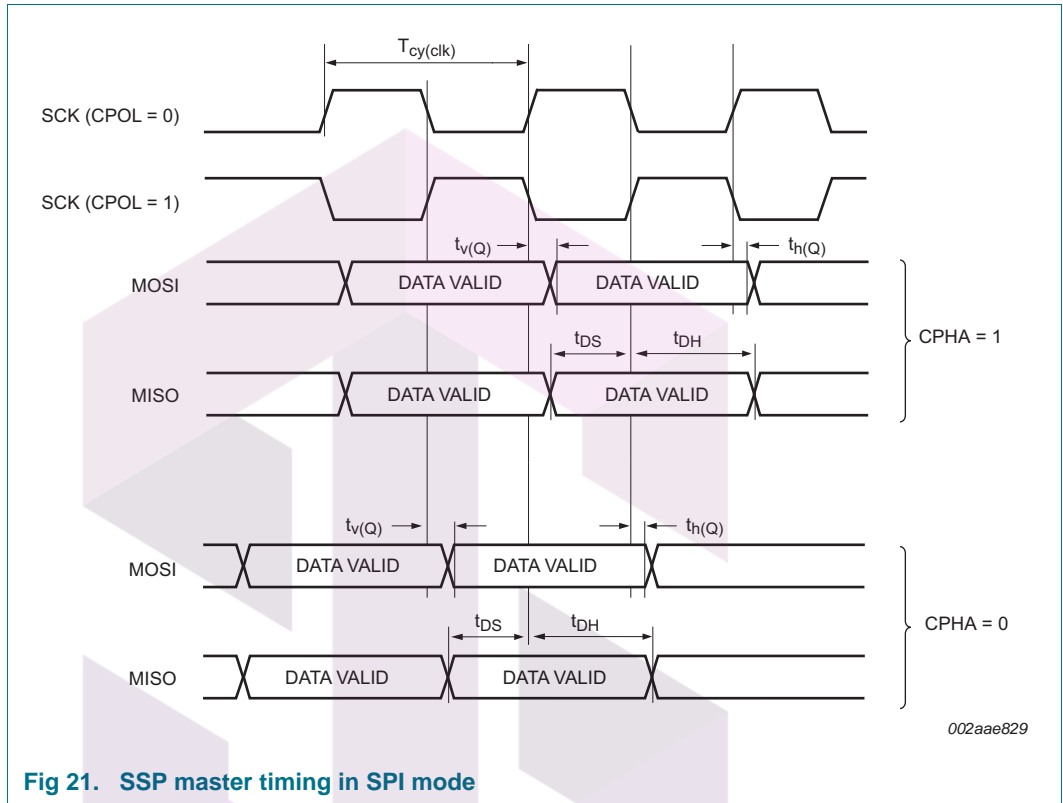 Tcy(clk)
SCK (CPOL = 0)
SCK (CPOL = 1)
tv(Q)
th(Q)
MOSI
DATA VALID
DATA VALID
tDS
tDH
CPHA = 1
MISO
DATA VALID
DATA VALID
tv(Q)
th(Q)
MOSI
DATA VALID
DATA VALID
tDS
tDH
CPHA = 0
MISO
DATA VALID
DATA VALID
002aae829
Fig 21. SSP master timing in SPI mode